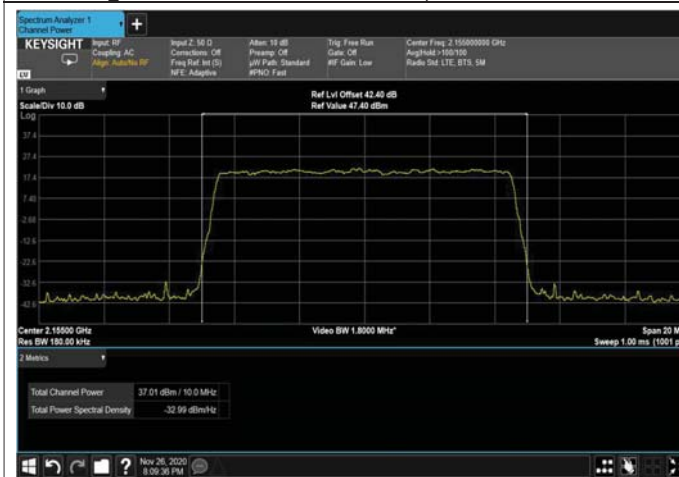 Spectrum Analyzer 1
Channel Power
+
KEYSIGHT
LXI
Input: RF
Coupling: AC
Align: Auto/No RF
Input Z: 50 Ω
Corrections: Off
Freq Ref: Int (S)
NFE: Adaptive
Atten: 10 dB
Preamp: Off
µW Path: Standard
#PNO: Fast
Trig: Free Run
Gate: Off
#IF Gain: Low
Center Freq: 2.155000000 GHz
Avg|Hold:>100/100
Radio Std: LTE, BTS, 5M
1 Graph
Scale/Div 10.0 dB
Ref Lvl Offset 42.40 dB
Ref Value 47.40 dBm
Log
37.4
27.4
17.4
7.40
-2.60
-12.6
-22.6
-32.6
-42.6
Center 2.15500 GHz
Res BW 180.00 kHz
Video BW 1.8000 MHz*
Span 20 M
Sweep 1.00 ms (1001 p
2 Metrics
Total Channel Power 37.01 dBm / 10.0 MHz
Total Power Spectral Density -32.99 dBm/Hz
?
Nov 26, 2020
8:09:36 PM